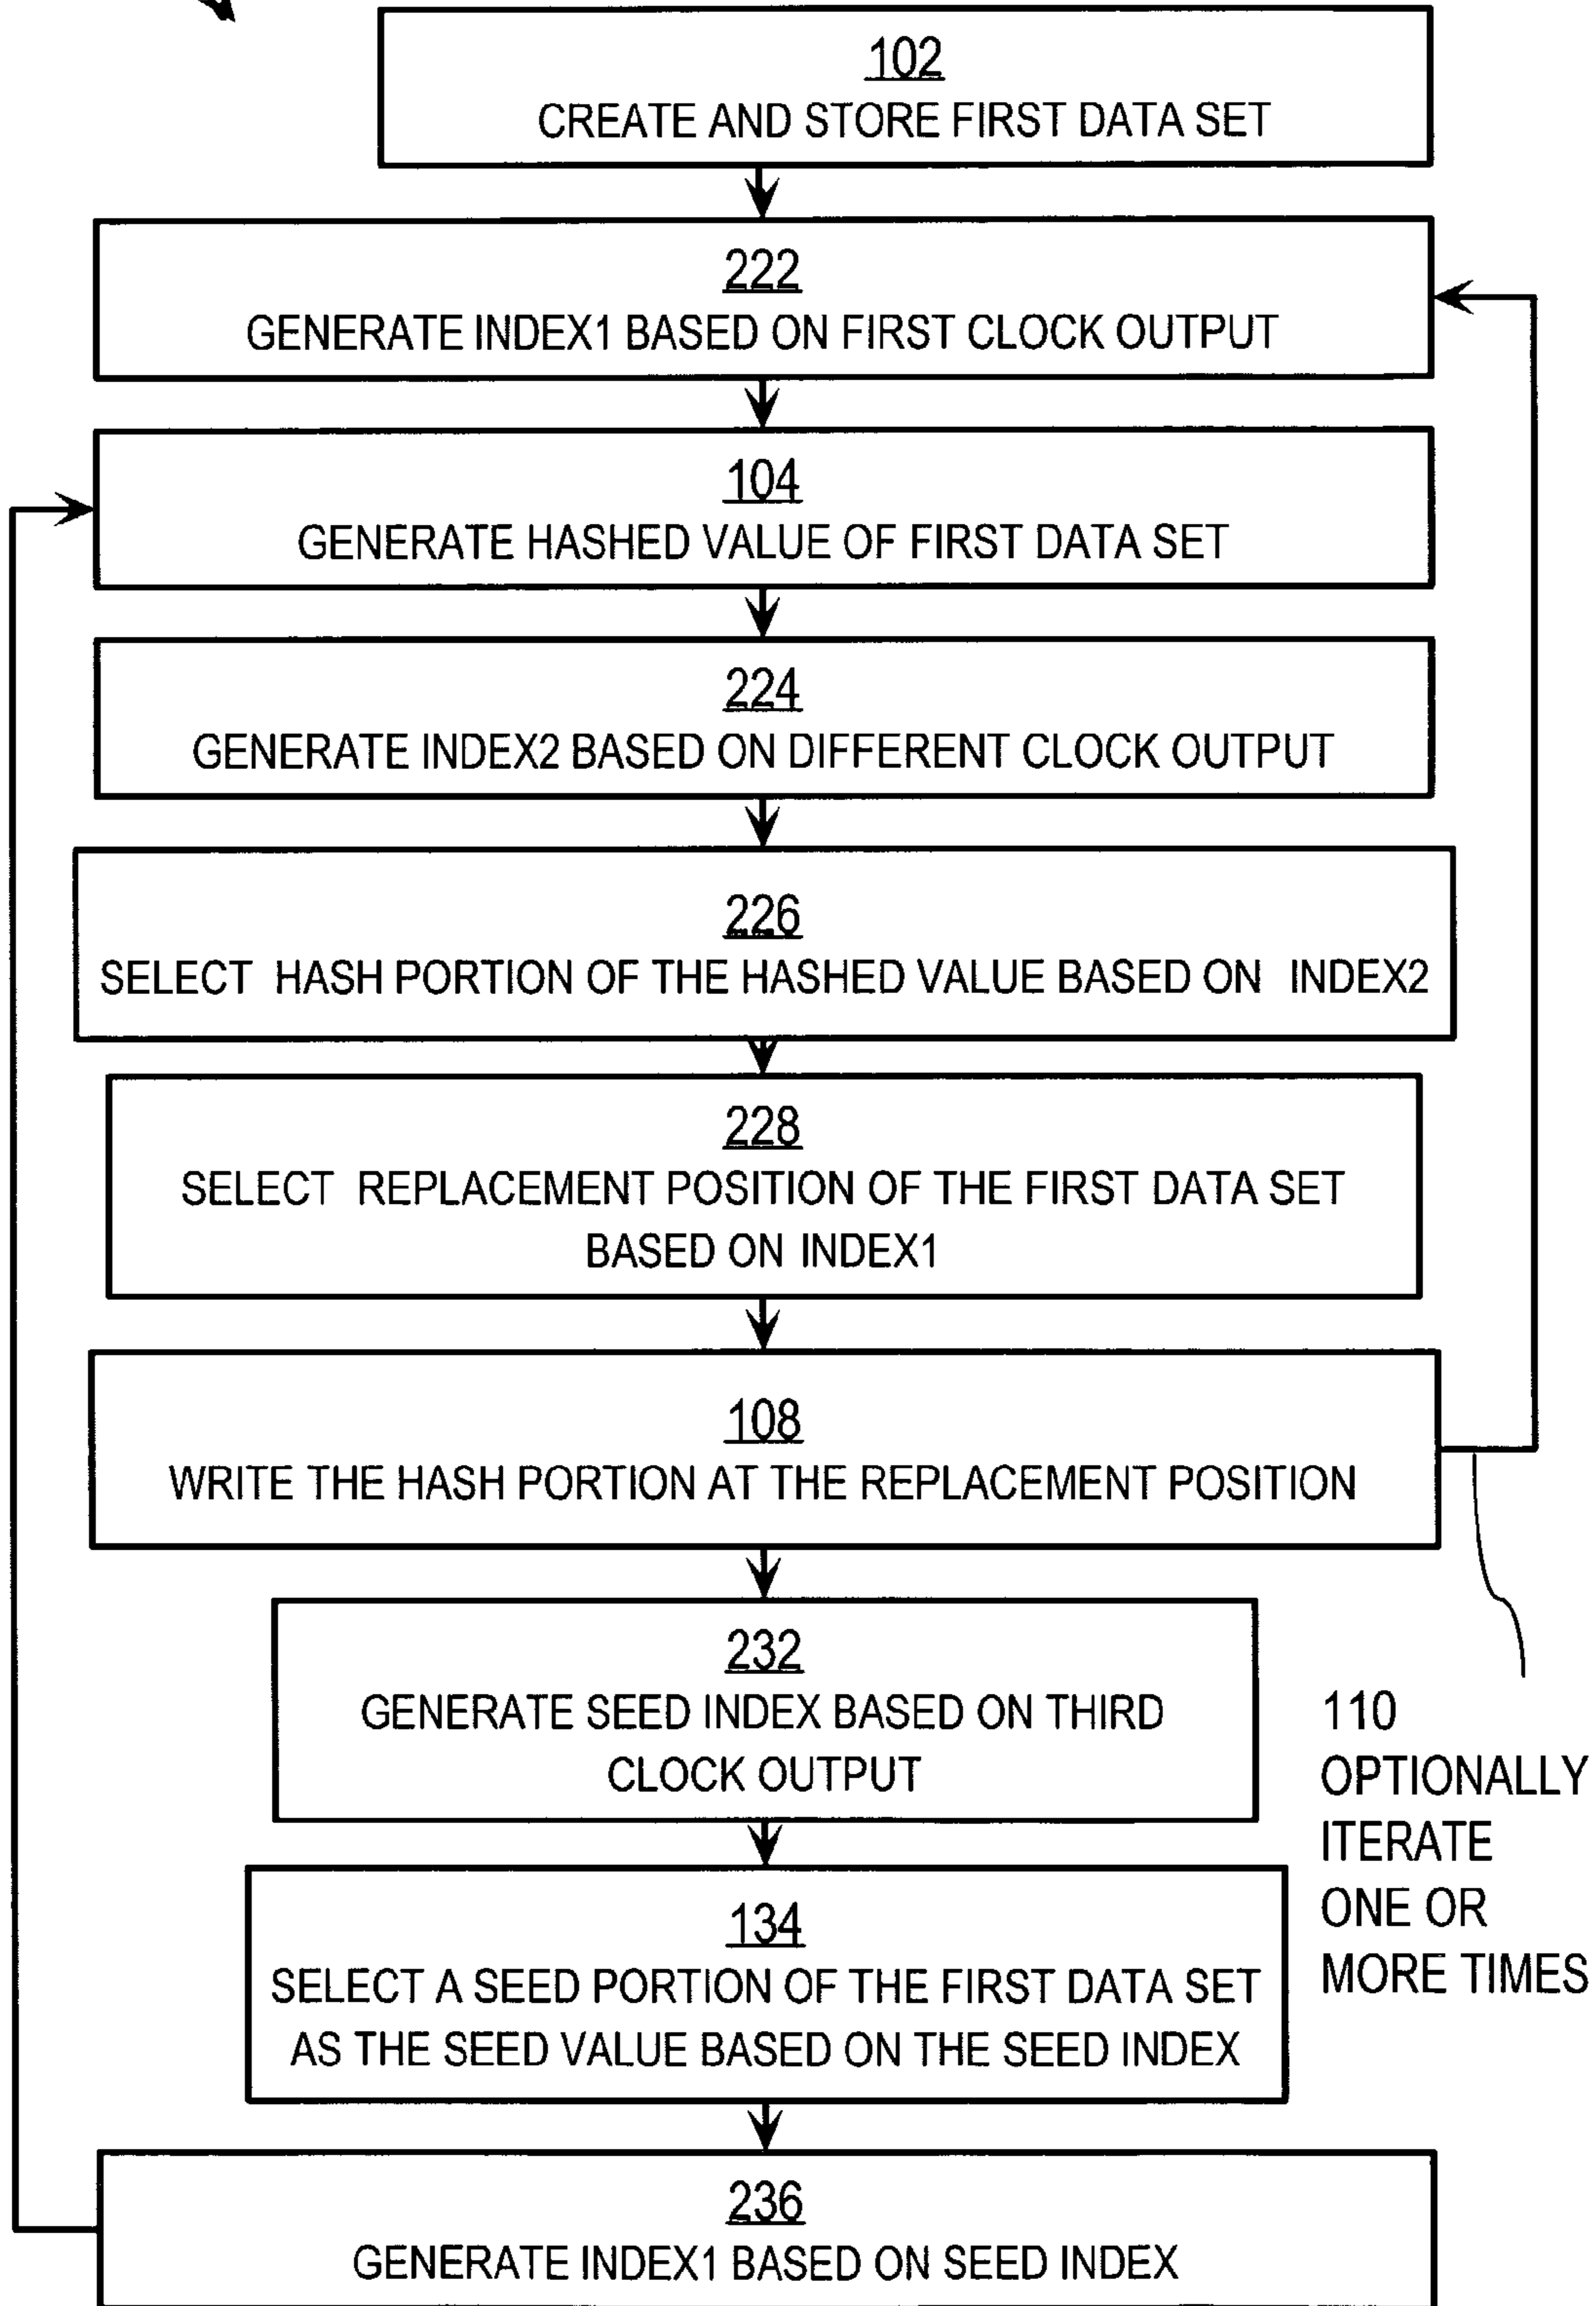 102
CREATE AND STORE FIRST DATA SET
222
GENERATE INDEX1 BASED ON FIRST CLOCK OUTPUT
104
GENERATE HASHED VALUE OF FIRST DATA SET
224
GENERATE INDEX2 BASED ON DIFFERENT CLOCK OUTPUT
226
SELECT HASH PORTION OF THE HASHED VALUE BASED ON INDEX2
228
SELECT REPLACEMENT POSITION OF THE FIRST DATA SET
BASED ON INDEX1
108
WRITE THE HASH PORTION AT THE REPLACEMENT POSITION
232
GENERATE SEED INDEX BASED ON THIRD
CLOCK OUTPUT
110
OPTIONALLY
ITERATE
ONE OR
MORE TIMES
134
SELECT A SEED PORTION OF THE FIRST DATA SET
AS THE SEED VALUE BASED ON THE SEED INDEX
236
GENERATE INDEX1 BASED ON SEED INDEX